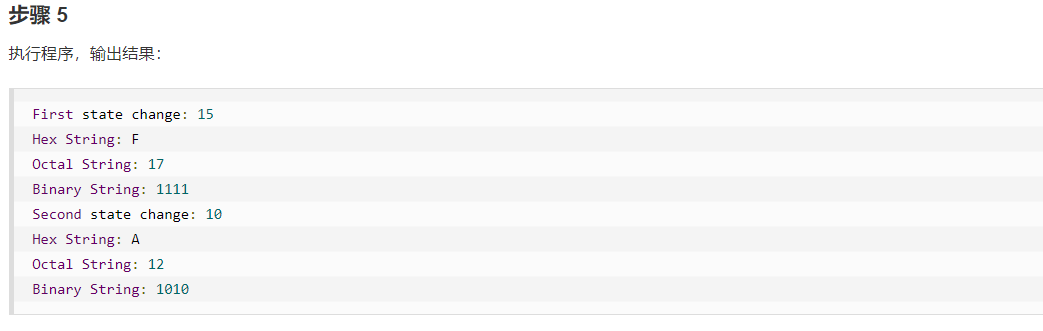 步骤 5
执行程序，输出结果：
First state change: 15
Hex String: F
Octal String: 17
Binary String: 1111
Second state change: 10
Hex String: A
Octal String: 12
Binary String: 1010